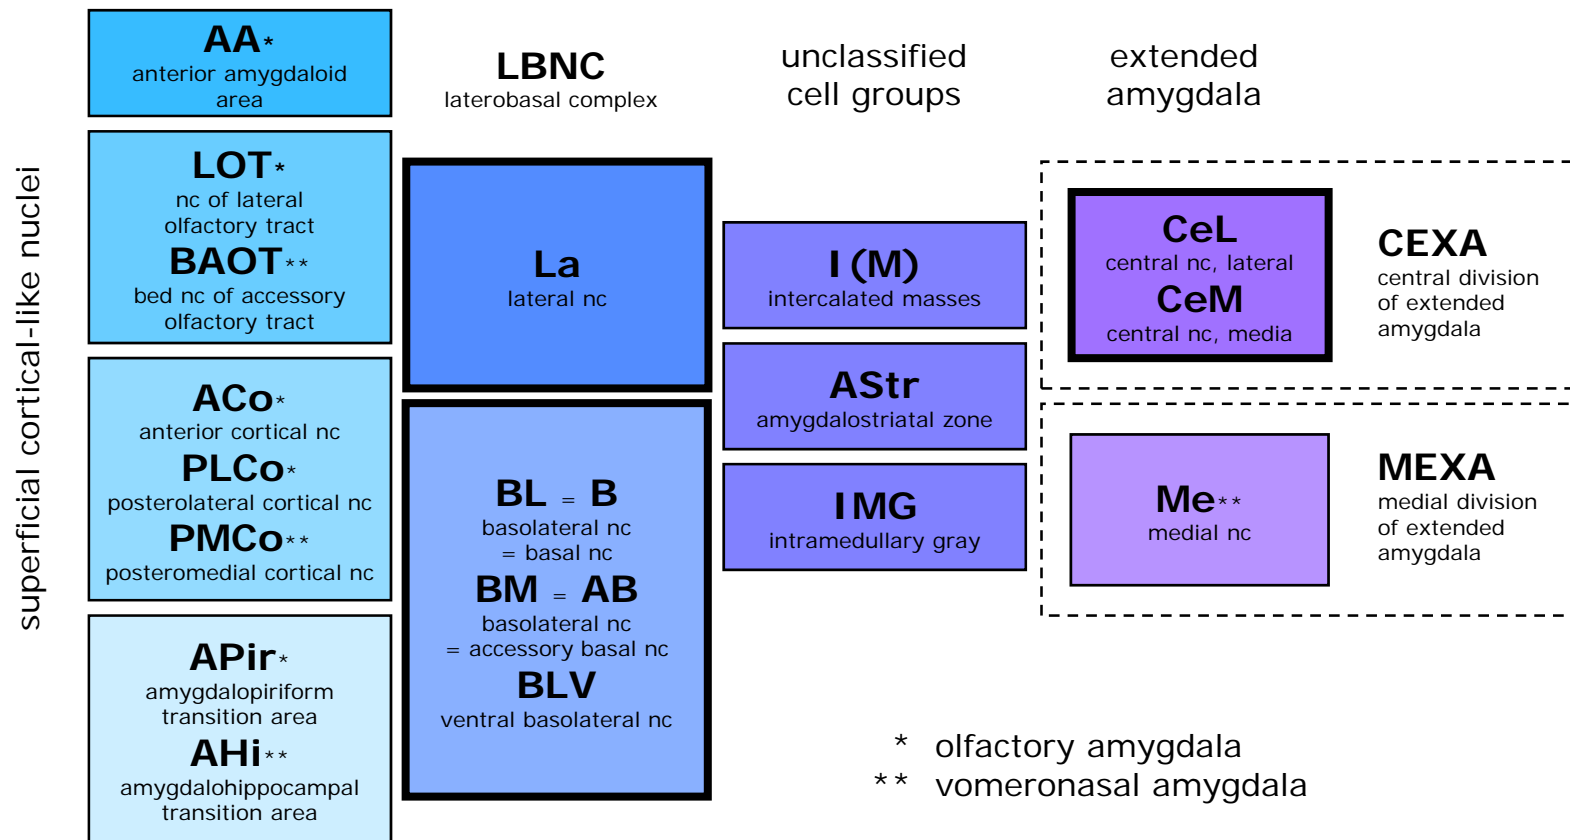 superficial cortical-like nuclei
AA*
anterior amygdaloid
area
LOT*
nc of lateral
olfactory tract
BAOT**
bed nc of accessory
olfactory tract
ACo*
anterior cortical nc
PLCo*
posterolateral cortical nc
PMCo**
posteromedial cortical nc
APir*
amygdalopiriform
transition area
AHi**
amygdalohippocampal
transition area
LBNC
laterobasal complex
La
lateral nc
BL = B
basolateral nc
= basal nc
BM = AB
basolateral nc
= accessory basal nc
BLV
ventral basolateral nc
unclassified
cell groups
I(M)
intercalated masses
AStr
amygdalostriatal zone
IMG
intramedullary gray
extended
amygdala
CeL
central nc, lateral
CeM
central nc, media
CEXA
central division
of extended
amygdala
Me**
medial nc
MEXA
medial division
of extended
amygdala
* olfactory amygdala
** vomeronasal amygdala